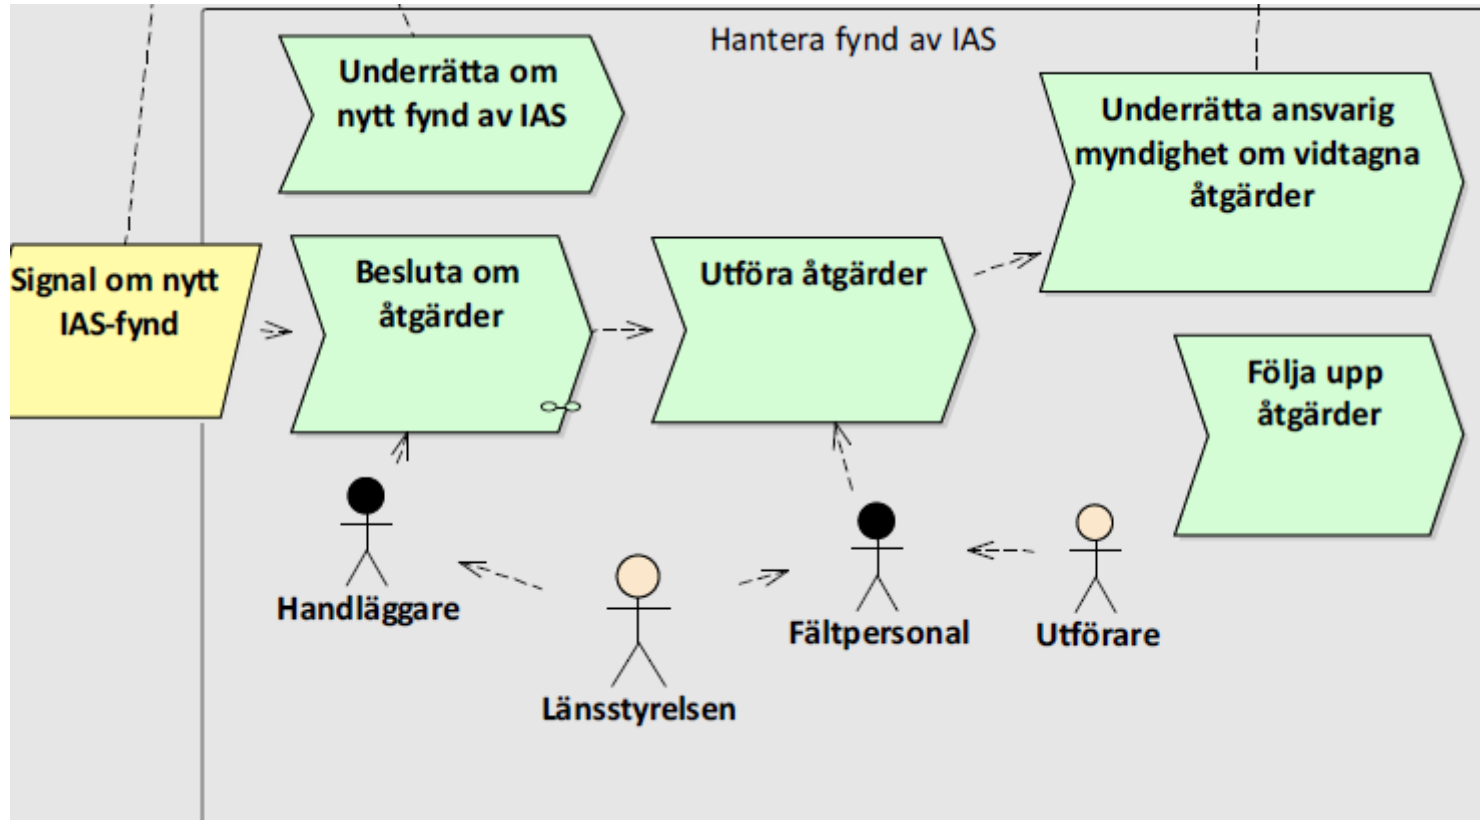 Hantera fynd av IAS
Underrätta om
nytt fynd av IAS
Underrätta ansvarig
myndighet om vidtagna
åtgärder
Signal om nytt
IAS-fynd
Besluta om
åtgärder
Utföra åtgärder
Följa upp
åtgärder
Handläggare
Länsstyrelsen
Fältpersonal
Utförare